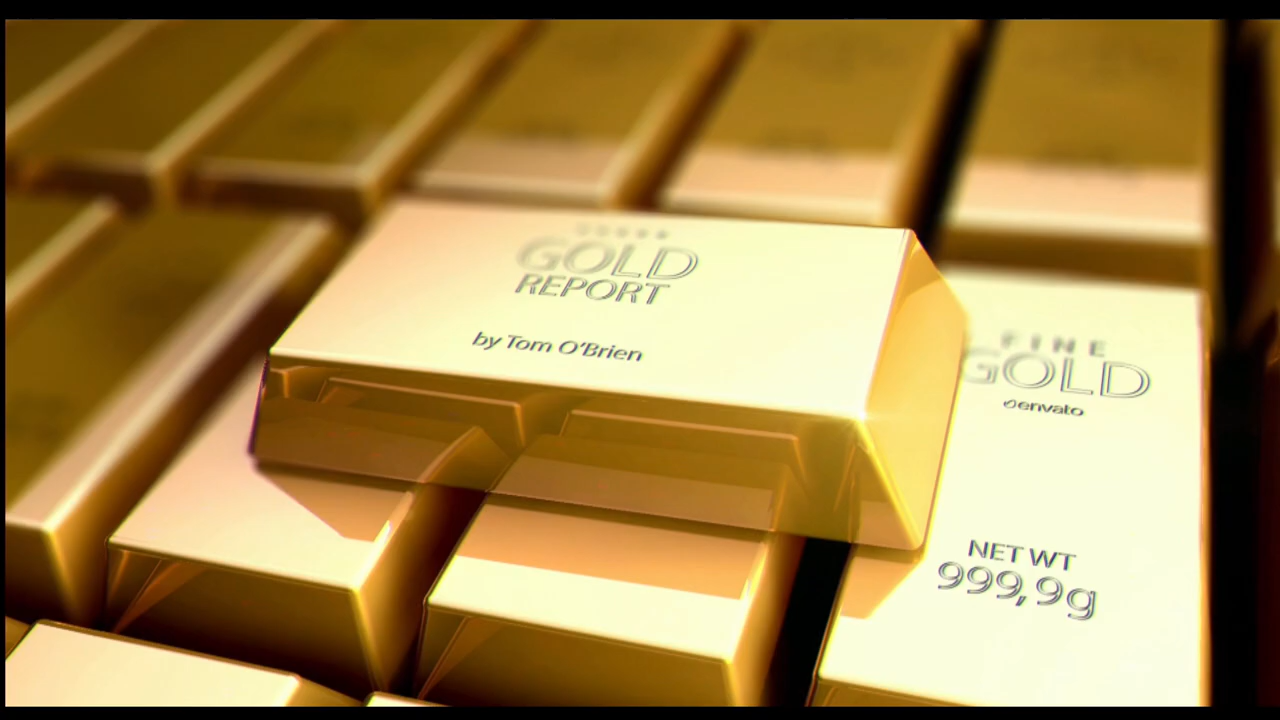 GOLD
REPORT
by Tom O'Brien
FINE
GOLD
envato
NET WT
999,9g